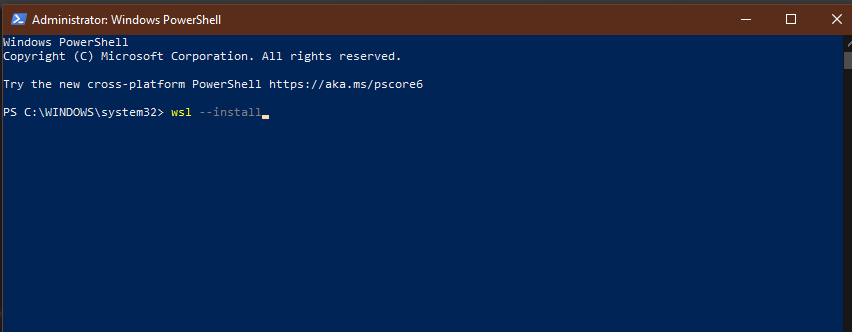 Administrator: Windows PowerShell
Windows PowerShell
Copyright (C) Microsoft Corporation. All rights reserved.
Try the new cross-platform PowerShell https://aka.ms/pscore6
PS C:\WINDOWS\system32> wsl --install